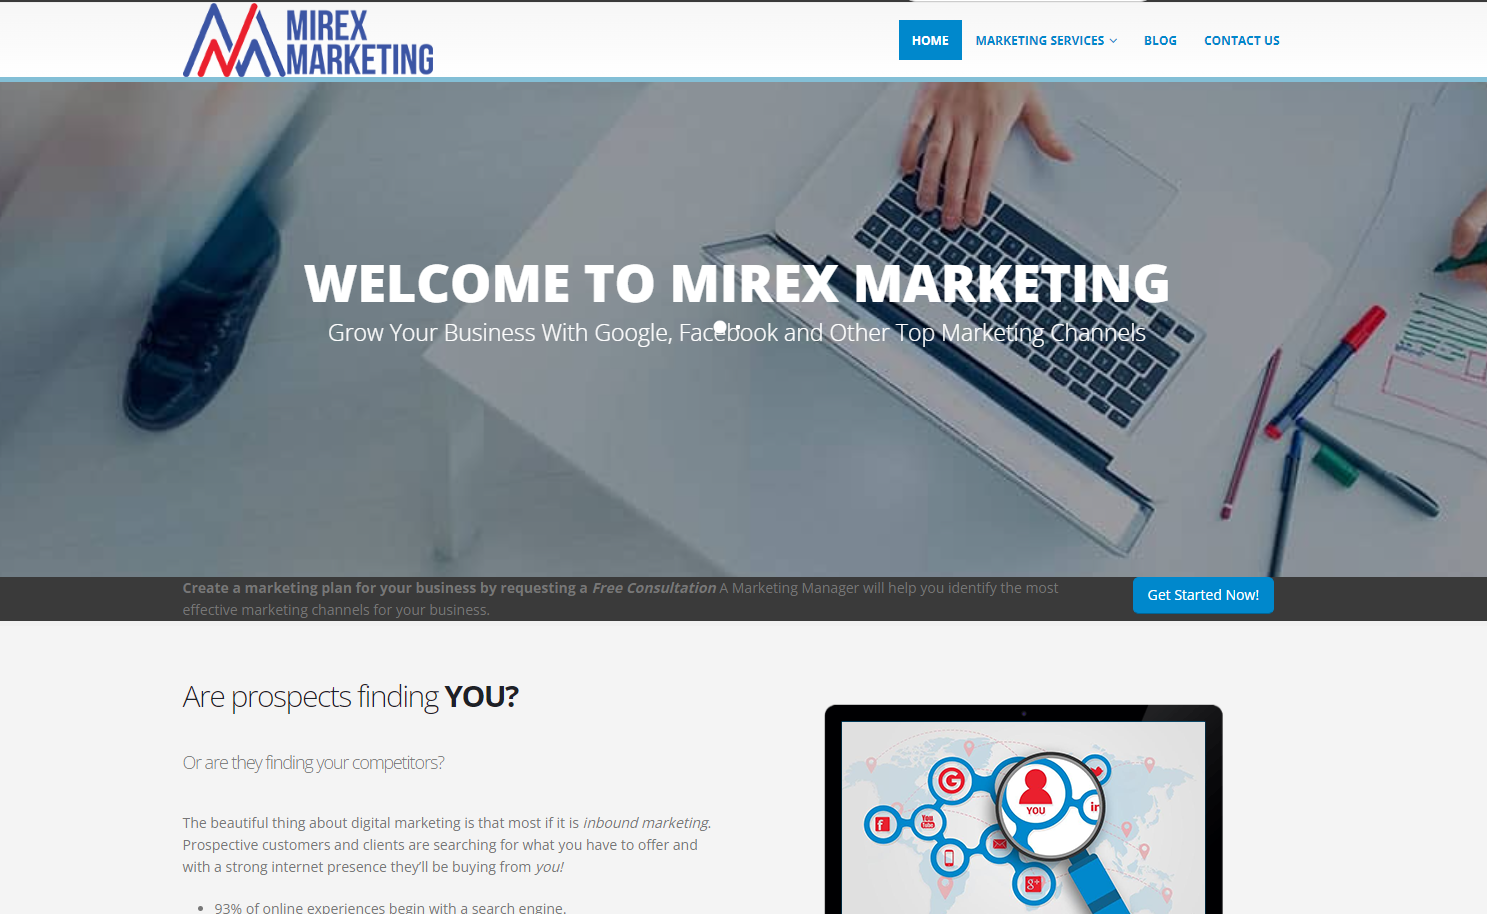 MIREX
MARKETING
HOME
MARKETING SERVICES
BLOG
CONTACT US
WELCOME TO MIREX MARKETING
Grow Your Business With Google, Facebook and Other Top Marketing Channels
Create a marketing plan for your business by requesting a Free Consultation A Marketing Manager will help you identify the most
effective marketing channels for your business.
Get Started Now!
Are prospects finding YOU?
Or are they finding your competitors?
The beautiful thing about digital marketing is that most if it is inbound marketing.
Prospective customers and clients are searching for what you have to offer and
with a strong internet presence they’ll be buying from you!
• 93% of online experiences begin with a search engine.
G
YOU
in
f
You
Tube
g+